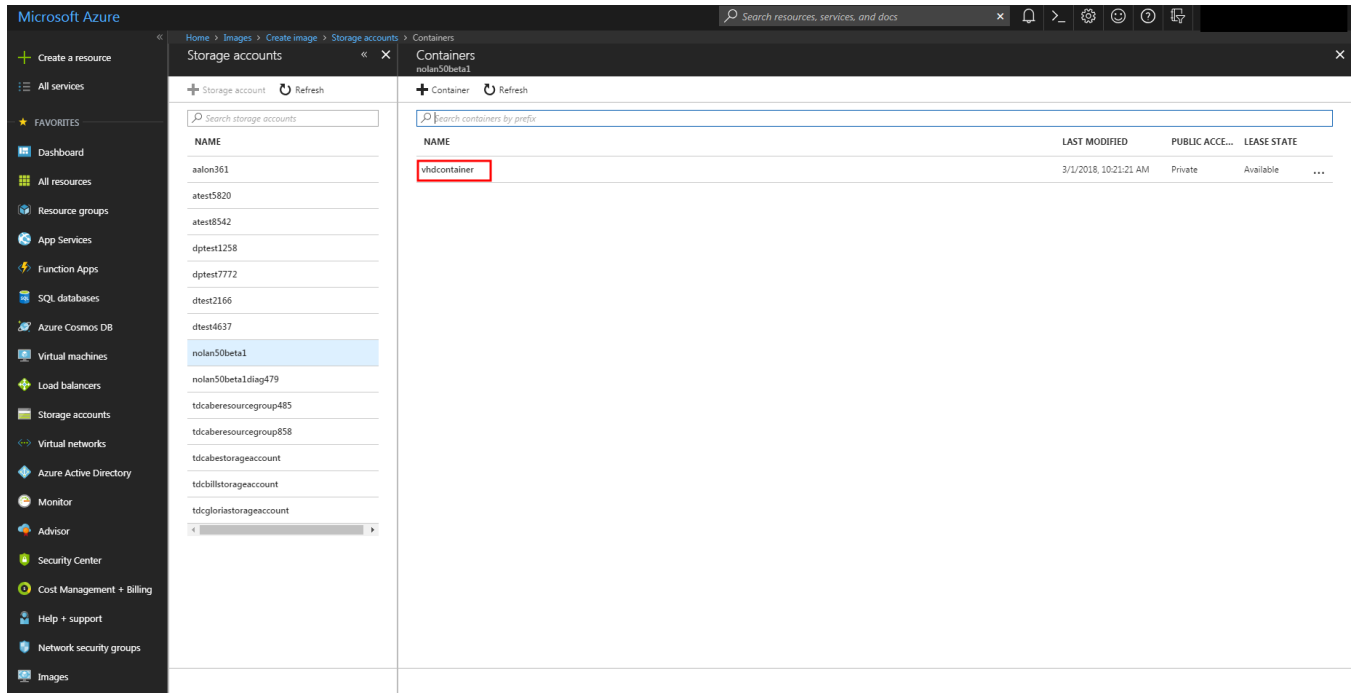 Microsoft Azure
Search resources, services, and docs
Home > Images > Create image > Storage accounts > Containers
Create a resource
All services
FAVORITES
Dashboard
All resources
Resource groups
App Services
Function Apps
SQL databases
Azure Cosmos DB
Virtual machines
Load balancers
Storage accounts
Virtual networks
Azure Active Directory
Monitor
Advisor
Security Center
Cost Management + Billing
Help + support
Network security groups
Images
Storage accounts
Storage account Refresh
Search storage accounts
NAME
aalon361
atest5820
atest8542
dptest1258
dptest7772
dtest2166
dtest4637
nolan50beta1
nolan50beta1diag479
tdcaberesourcegroup485
tdcaberesourcegroup858
tdcabestorageaccount
tdcbillstorageaccount
tdcgloriastorageaccount
Containers
nolan50beta1
Container Refresh
Search containers by prefix
NAME LAST MODIFIED PUBLIC ACCE... LEASE STATE
vhdcontainer 3/1/2018, 10:21:21 AM Private Available ...